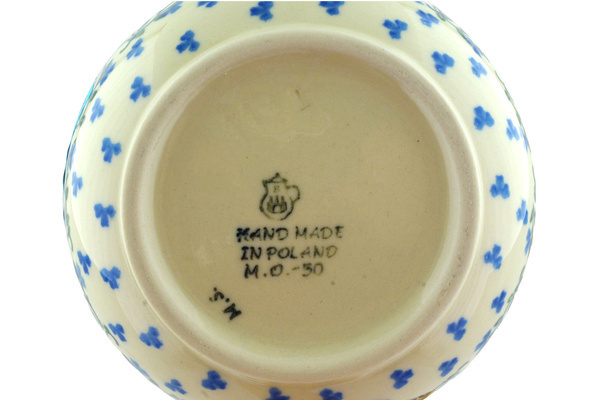 B
HAND MADE
IN POLAND
M.O.-30
M.S.